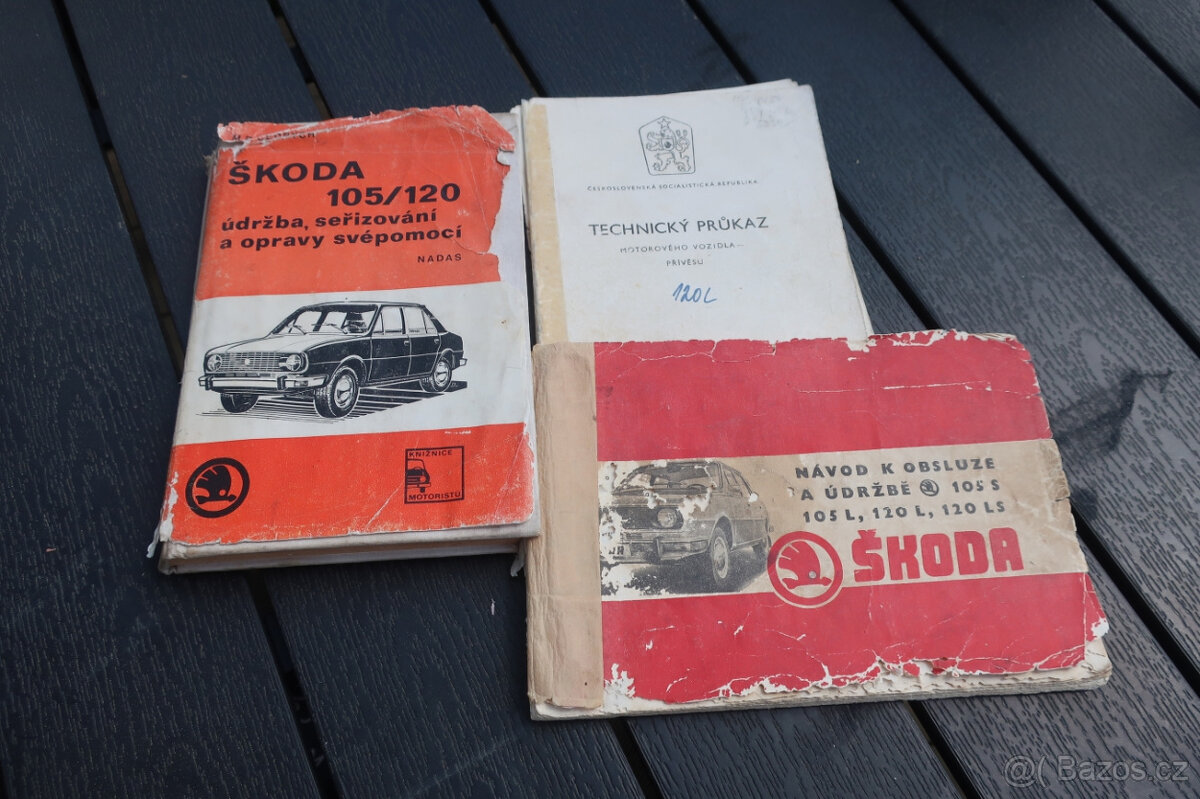 ŠKODA
105/120
údržba, seřizování
a opravy svépomocí
NADAS
KNIŽNICE
MOTORISTŮ
ČESKOSLOVENSKÁ SOCIALISTICKÁ REPUBLIKA
TECHNICKÝ PRŮKAZ
MOTOROVÉHO VOZIDLA –
PŘÍVĚSU
120L
NÁVOD K OBSLUZE
A ÚDRŽBĚ 105 S
105 L, 120 L, 120 LS
ŠKODA
@( Bazos.cz